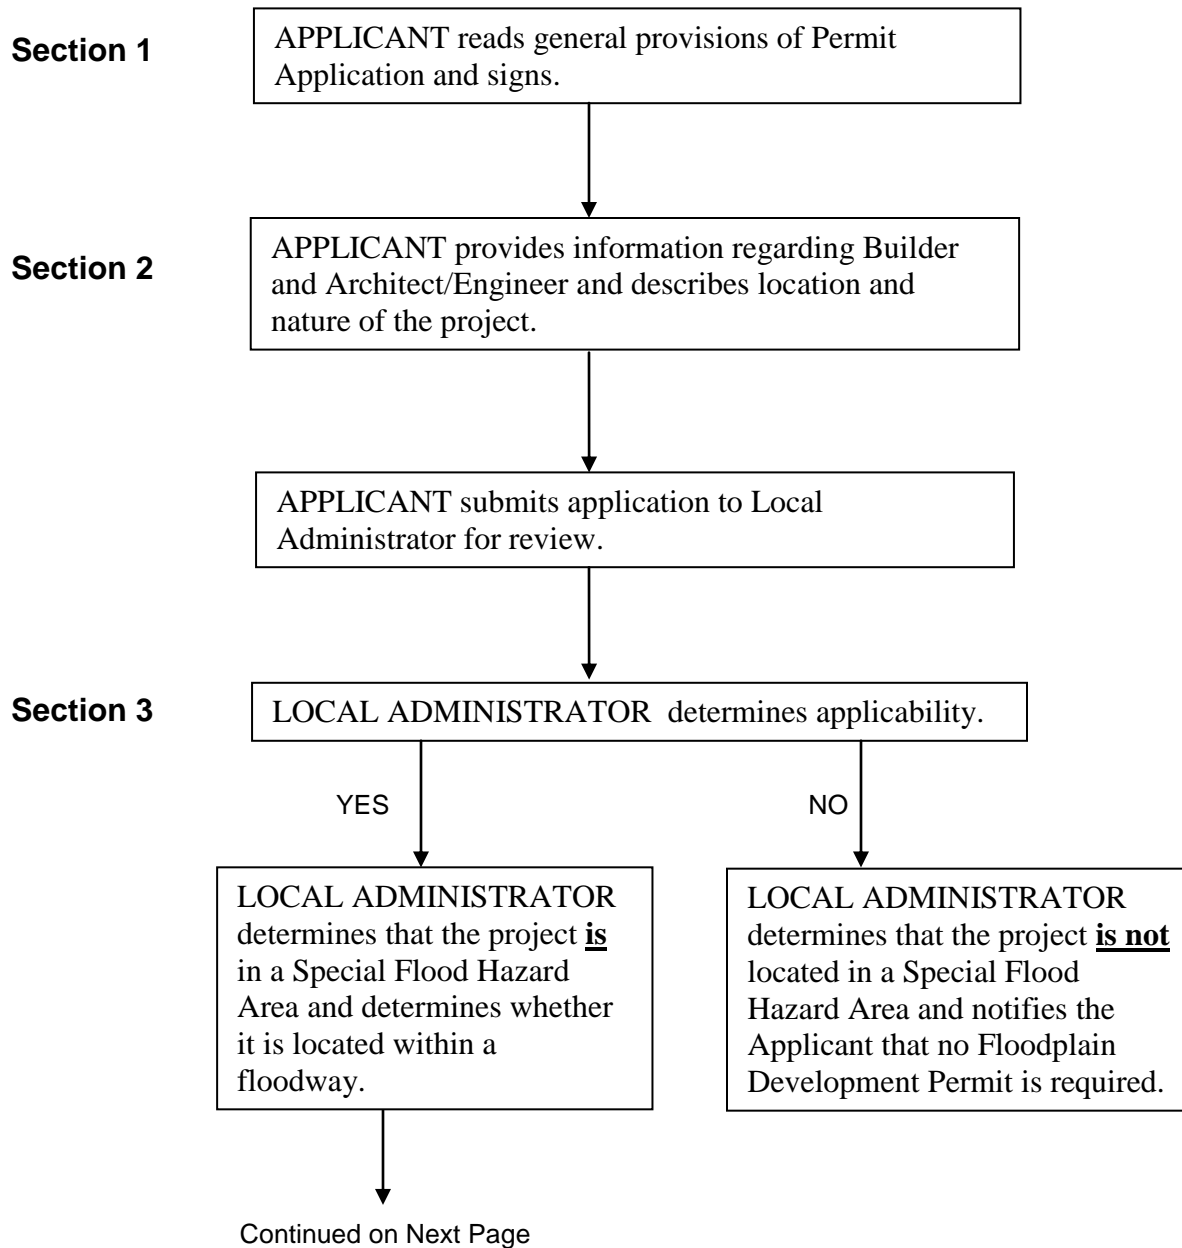 Section 1
APPLICANT reads general provisions of Permit
Application and signs.
Section 2
APPLICANT provides information regarding Builder
and Architect/Engineer and describes location and
nature of the project.
APPLICANT submits application to Local
Administrator for review.
Section 3
LOCAL ADMINISTRATOR determines applicability.
YES
NO
LOCAL ADMINISTRATOR
determines that the project is
in a Special Flood Hazard
Area and determines whether
it is located within a
floodway.
LOCAL ADMINISTRATOR
determines that the project is not
located in a Special Flood
Hazard Area and notifies the
Applicant that no Floodplain
Development Permit is required.
Continued on Next Page